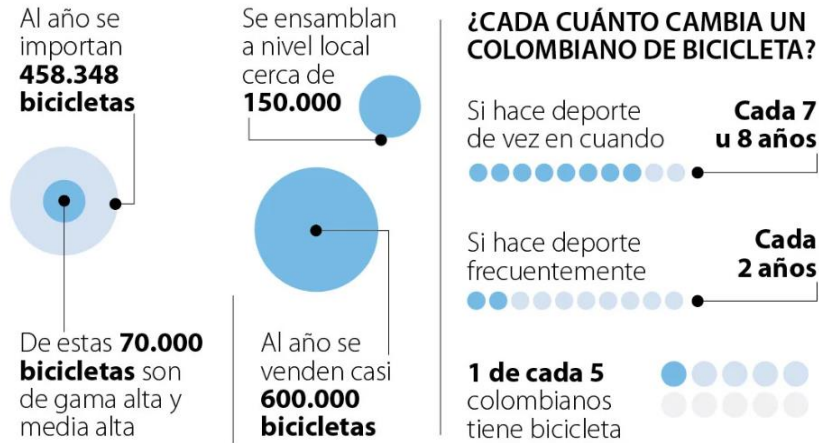 Al año se
importan
458.348
bicicletas
De estas 70.000
bicicletas son
de gama alta y
media alta
Se ensamblan
a nivel local
cerca de
150.000
Al año se
venden casi
600.000
bicicletas
¿CADA CUÁNTO CAMBIA UN
COLOMBIANO DE BICICLETA?
Si hace deporte
de vez en cuando
Cada 7
u 8 años
Si hace deporte
frecuentemente
Cada
2 años
1 de cada 5
colombianos
tiene bicicleta